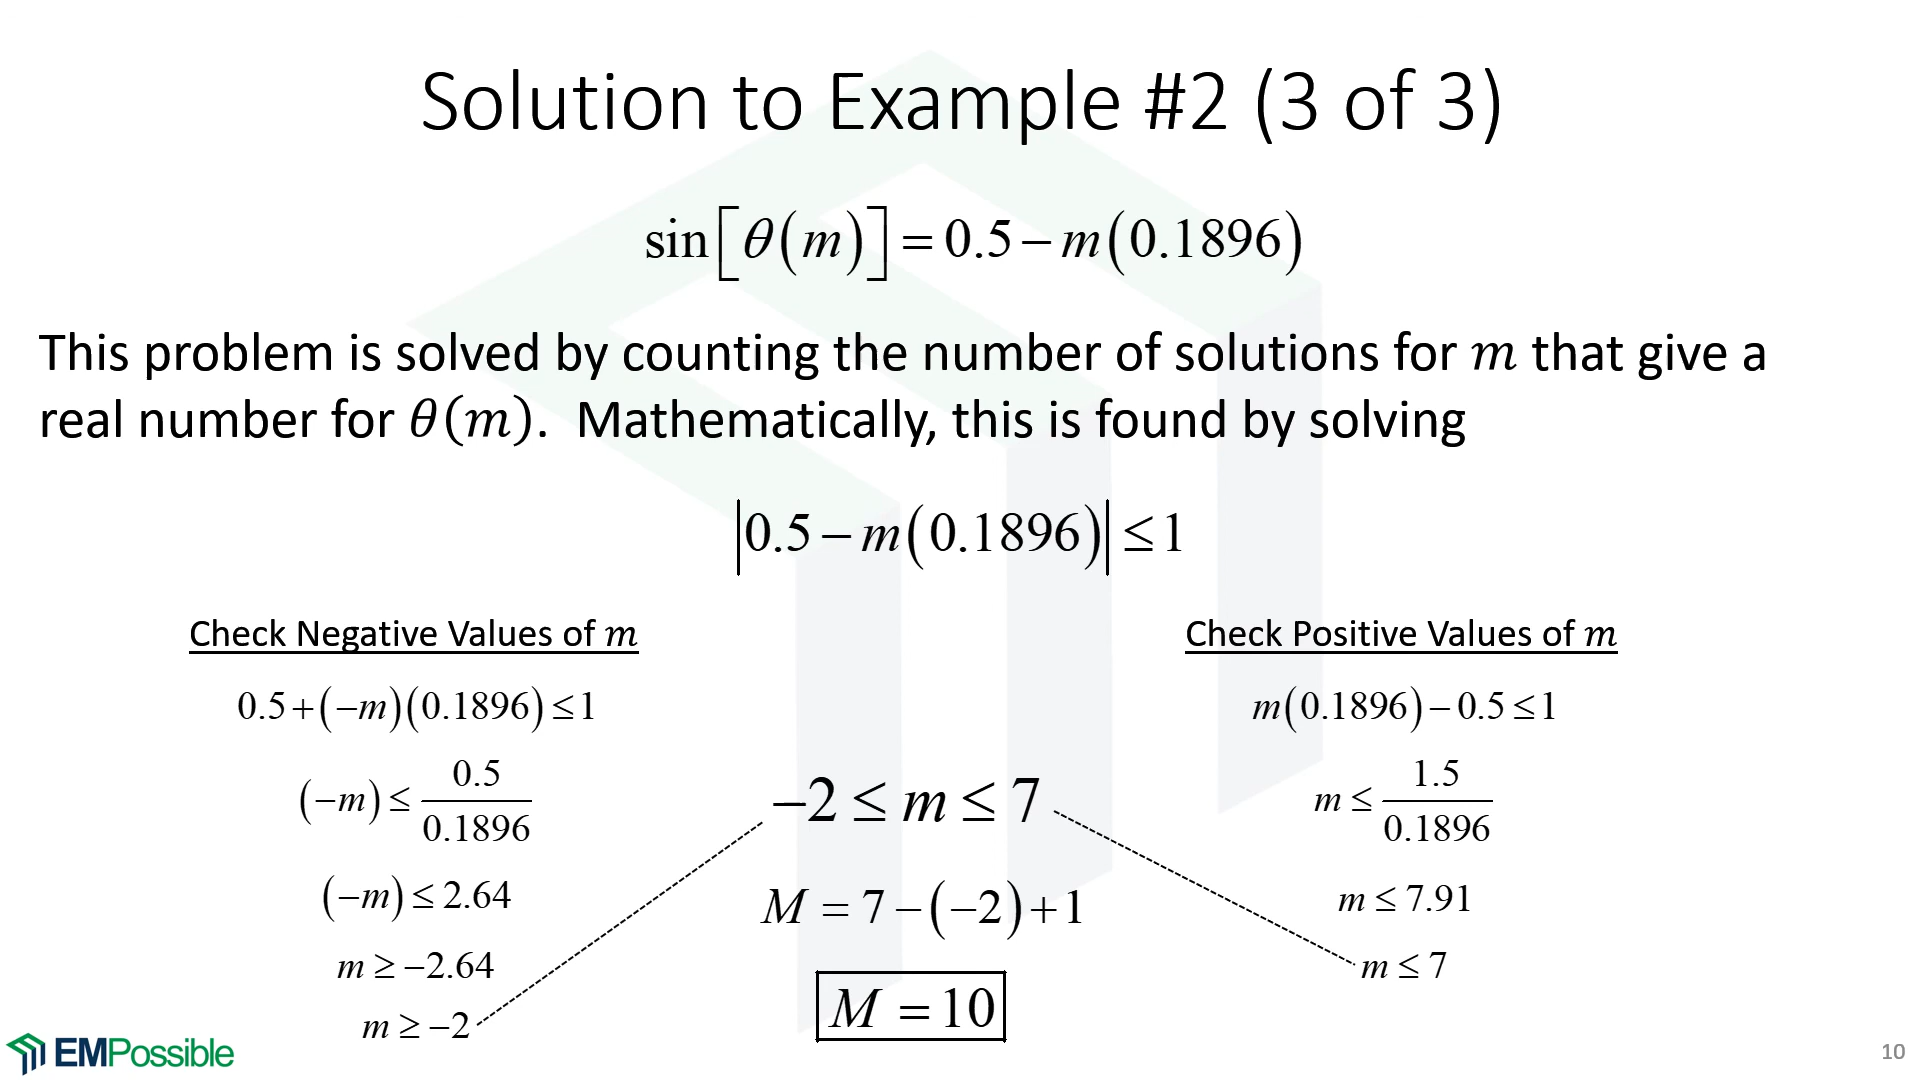 Solution to Example #2 (3 of 3)
sin[θ(m)] = 0.5 − m(0.1896)
This problem is solved by counting the number of solutions for m that give a
real number for θ(m).  Mathematically, this is found by solving
|0.5 − m(0.1896)| ≤ 1
Check Negative Values of m
0.5 + (−m)(0.1896) ≤ 1
(−m) ≤ 0.5/0.1896
(−m) ≤ 2.64
m ≥ −2.64
m ≥ −2
−2 ≤ m ≤ 7
M = 7 − (−2) + 1
M = 10
Check Positive Values of m
m(0.1896) − 0.5 ≤ 1
m ≤ 1.5/0.1896
m ≤ 7.91
m ≤ 7
EMPossible
10